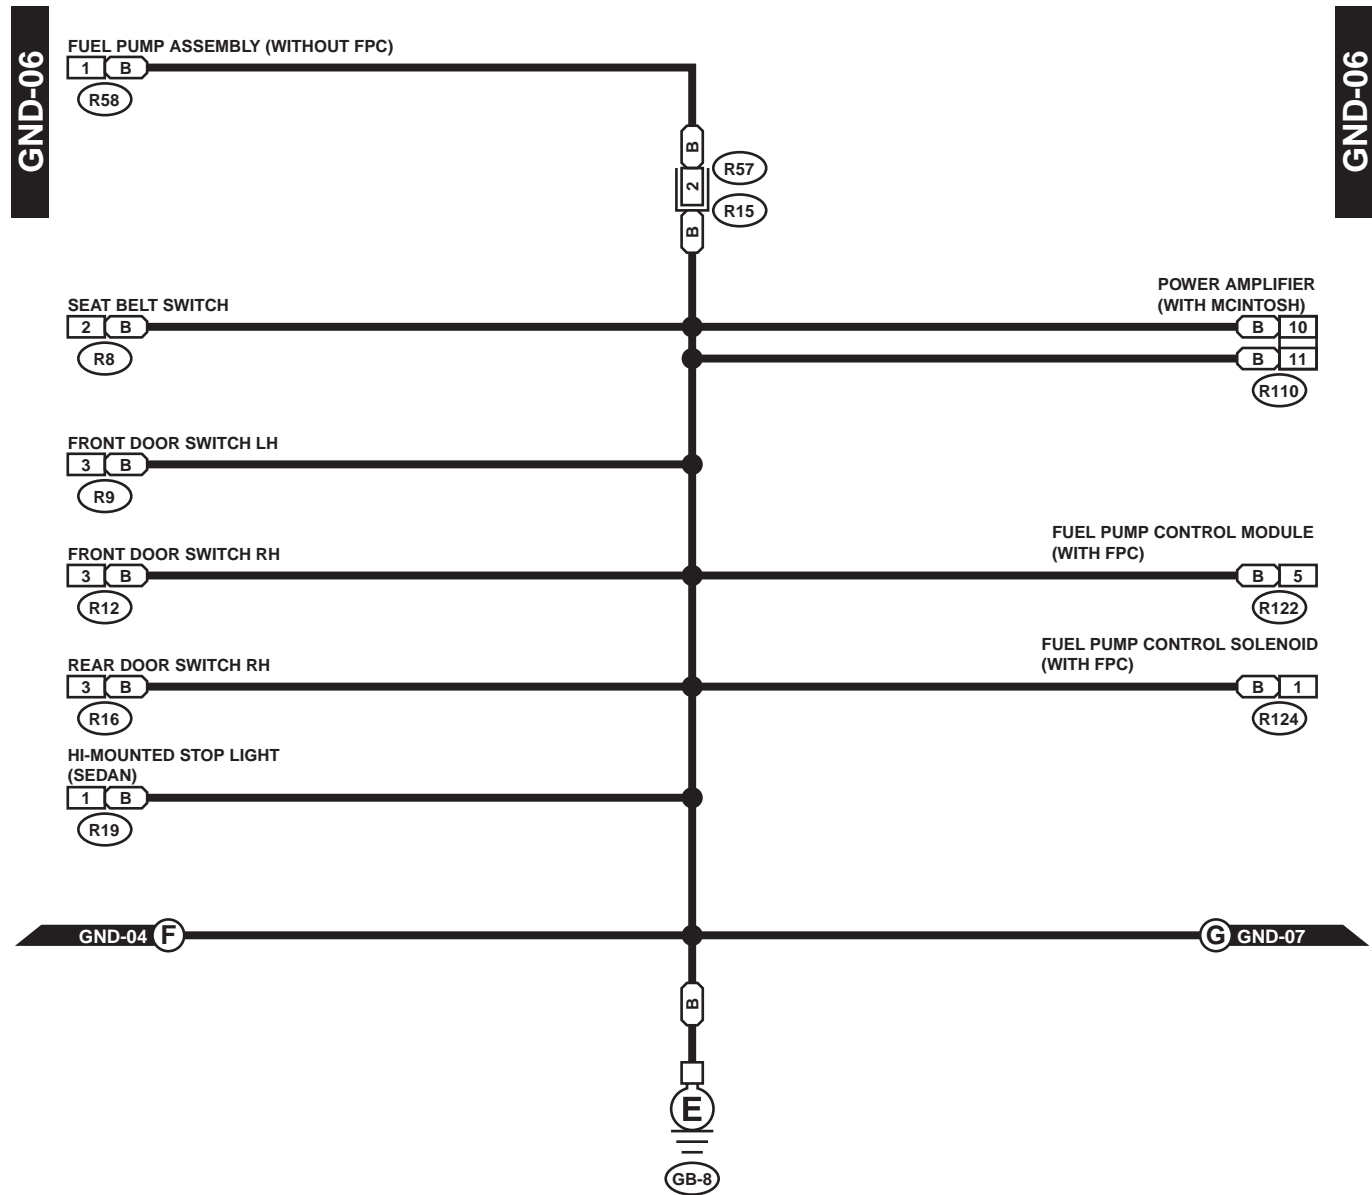 GND-06
GND-06
FUEL PUMP ASSEMBLY (WITHOUT FPC)
1 B
R58
B
R57
2
R15
B
SEAT BELT SWITCH
2 B
R8
POWER AMPLIFIER
(WITH MCINTOSH)
B 10
B 11
R110
FRONT DOOR SWITCH LH
3 B
R9
FRONT DOOR SWITCH RH
3 B
R12
FUEL PUMP CONTROL MODULE
(WITH FPC)
B 5
R122
REAR DOOR SWITCH RH
3 B
R16
FUEL PUMP CONTROL SOLENOID
(WITH FPC)
B 1
R124
HI-MOUNTED STOP LIGHT
(SEDAN)
1 B
R19
GND-04 F
G GND-07
B
E
GB-8